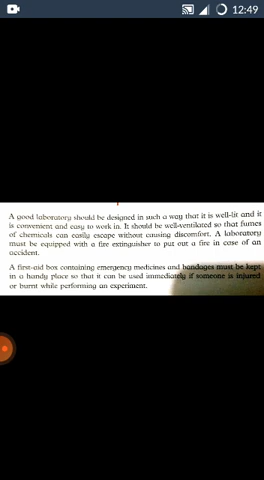 12:49
A good laboratory should be designed in such a way that it is well-lit and it
is convenient and easy to work in. It should be well-ventilated so that fumes
of chemicals can easily escape without causing discomfort. A laboratory
must be equipped with a fire extinguisher to put out a fire in case of an
accident.
A first-aid box containing emergency medicines and bandages must be kept
in a handy place so that it can be used immediately if someone is injured
or burnt while performing an experiment.